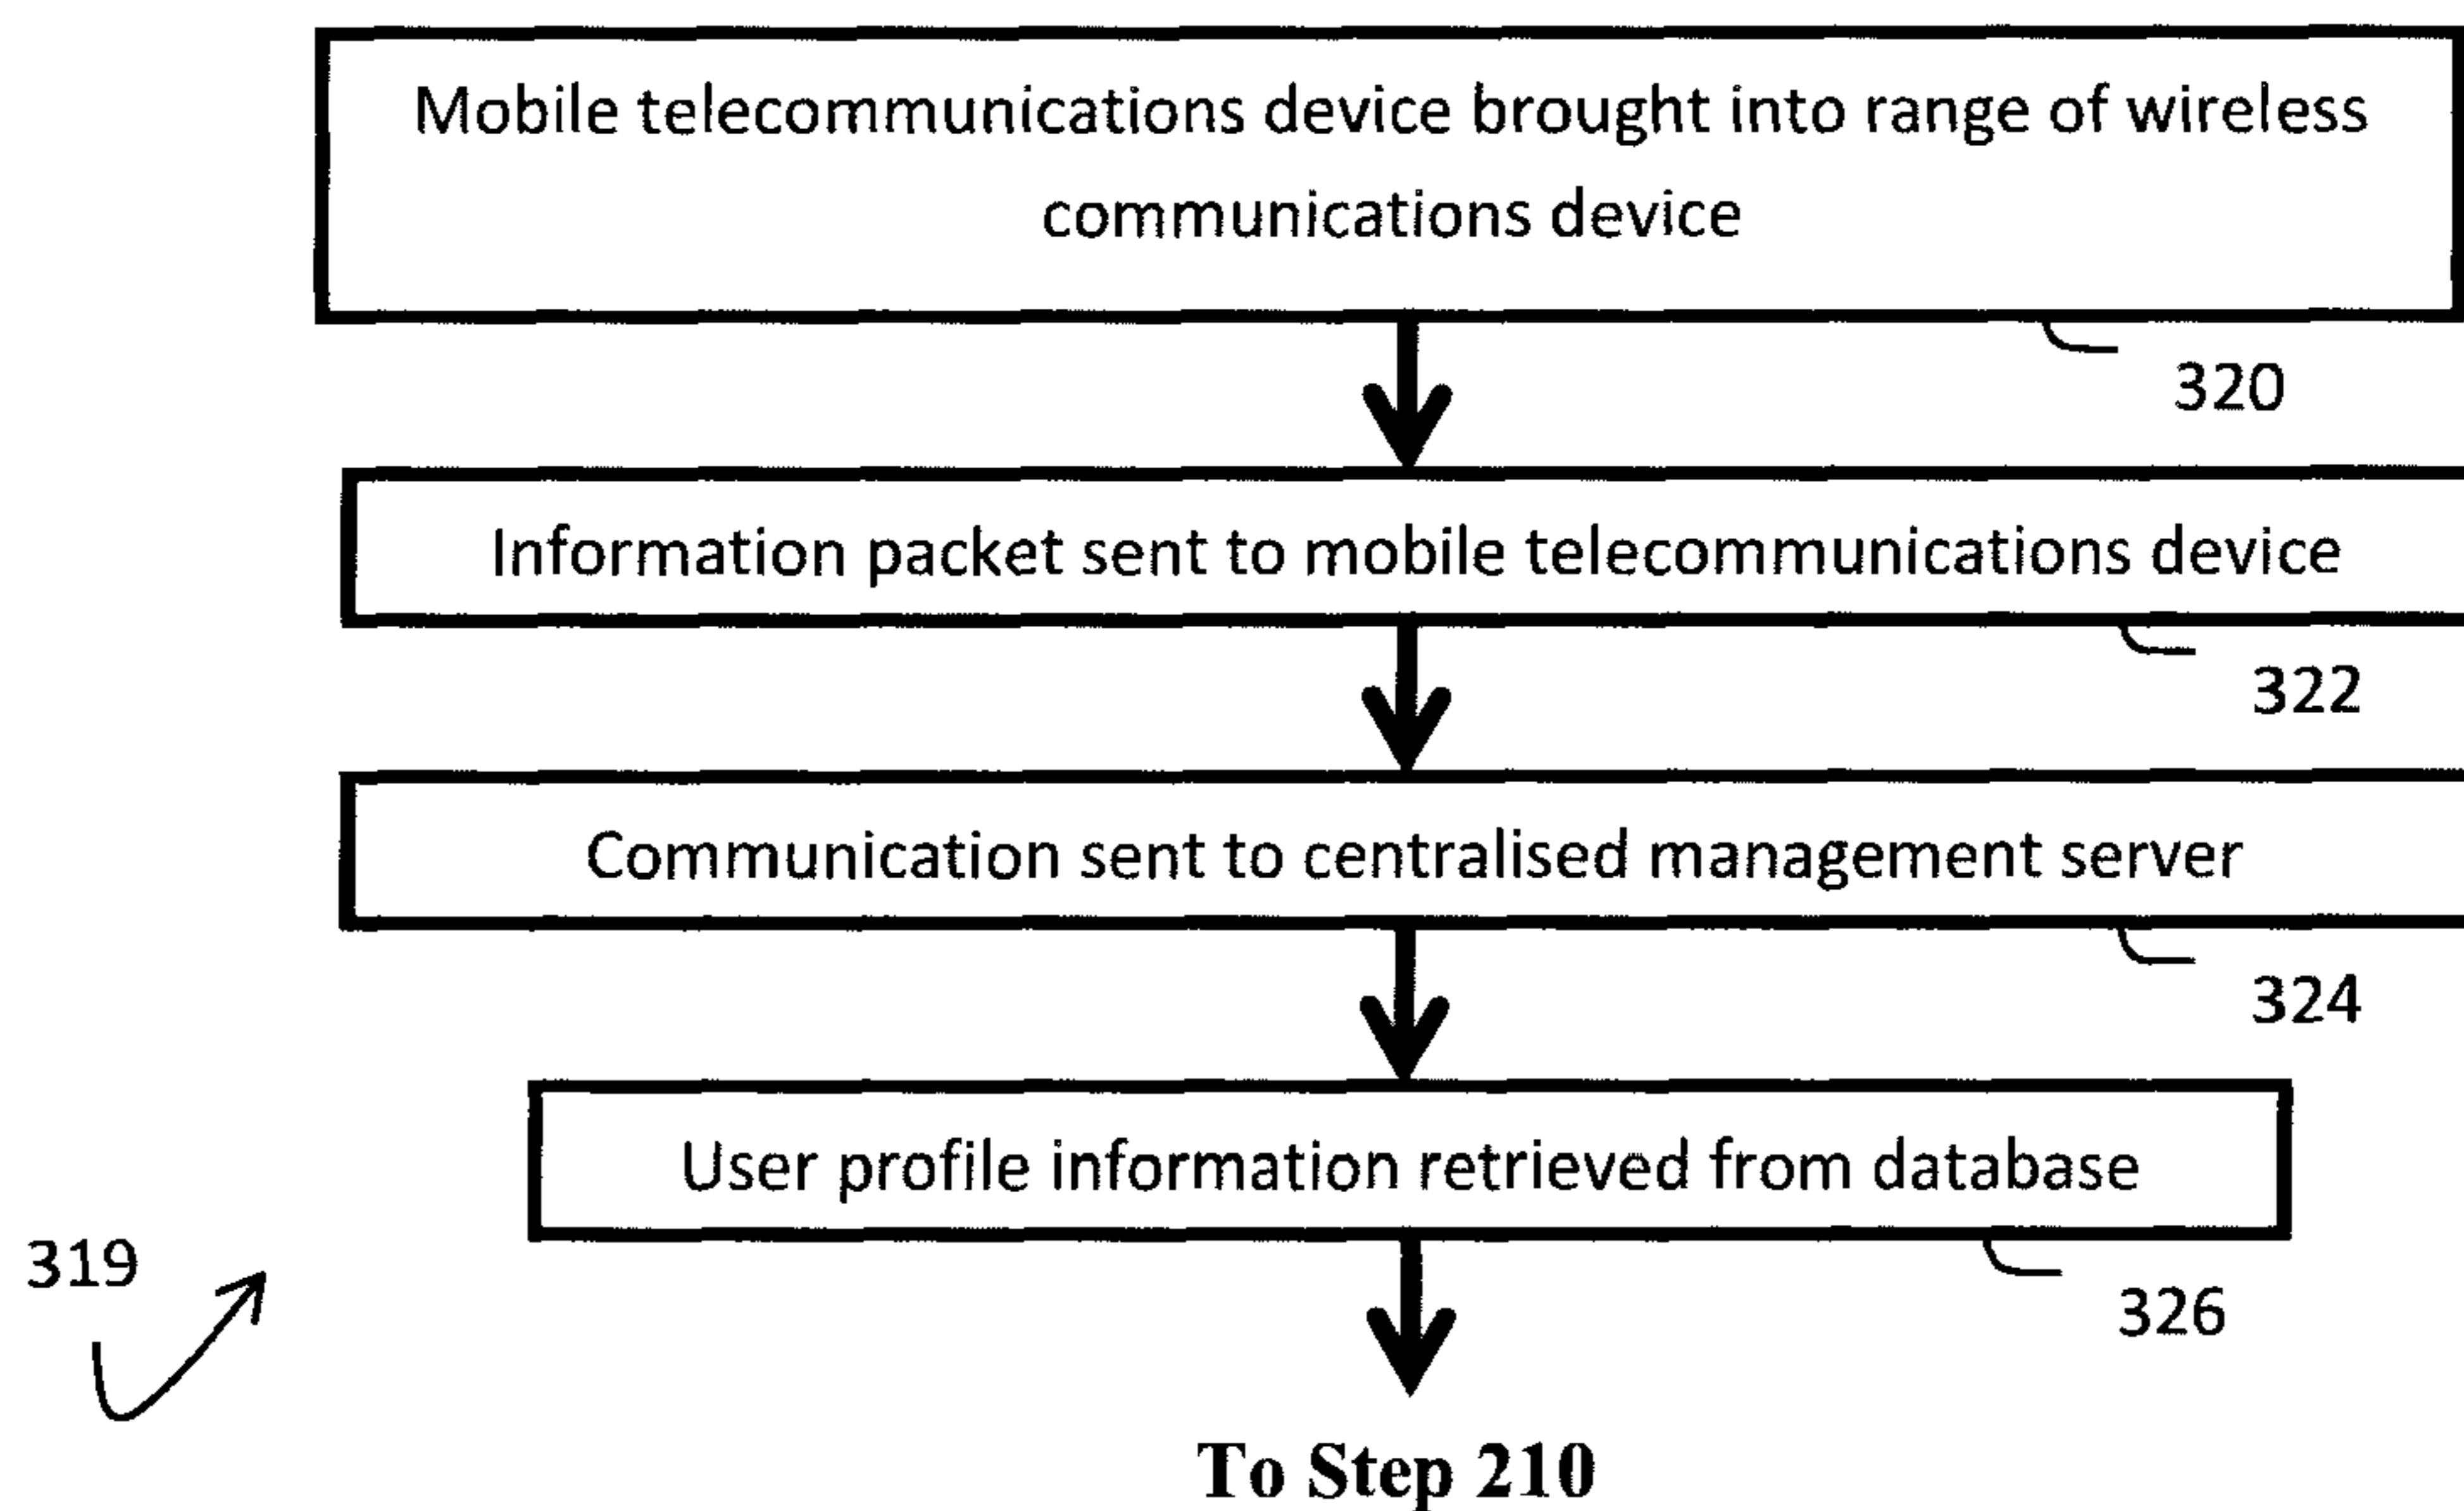 Mobile telecommunications device brought into range of wireless
communications device
320
Information packet sent to mobile telecommunications device
322
Communication sent to centralised management server
324
User profile information retrieved from database
319
326
To Step 210